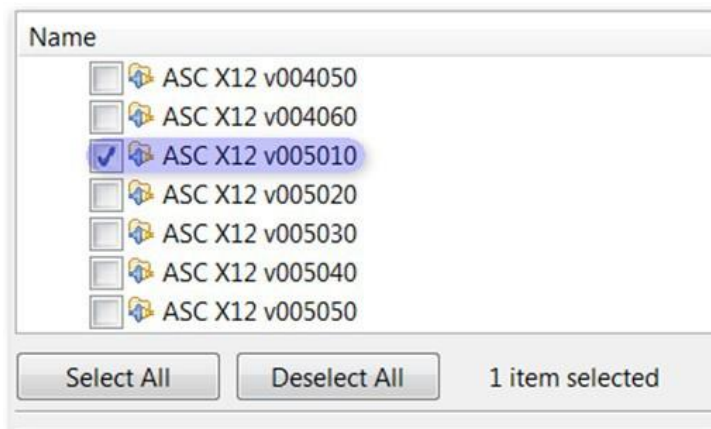 Name
ASC X12 v004050
ASC X12 v004060
ASC X12 v005010
ASC X12 v005020
ASC X12 v005030
ASC X12 v005040
ASC X12 v005050
Select All Deselect All 1 item selected